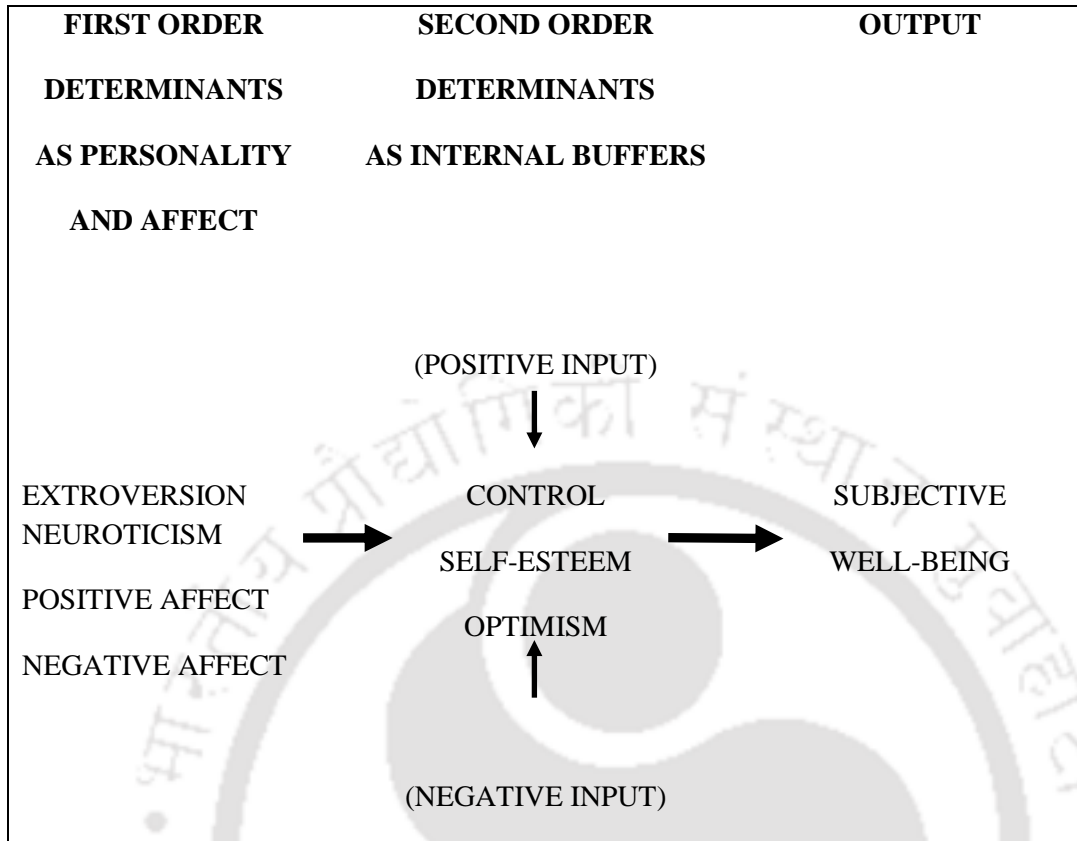 FIRST ORDER SECOND ORDER OUTPUT
DETERMINANTS DETERMINANTS
AS PERSONALITY AS INTERNAL BUFFERS
AND AFFECT
(POSITIVE INPUT)
EXTROVERSION CONTROL SUBJECTIVE
NEUROTICISM
SELF-ESTEEM WELL-BEING
POSITIVE AFFECT
OPTIMISM
NEGATIVE AFFECT
(NEGATIVE INPUT)
भारतीय प्रौद्योगिकी संस्थान